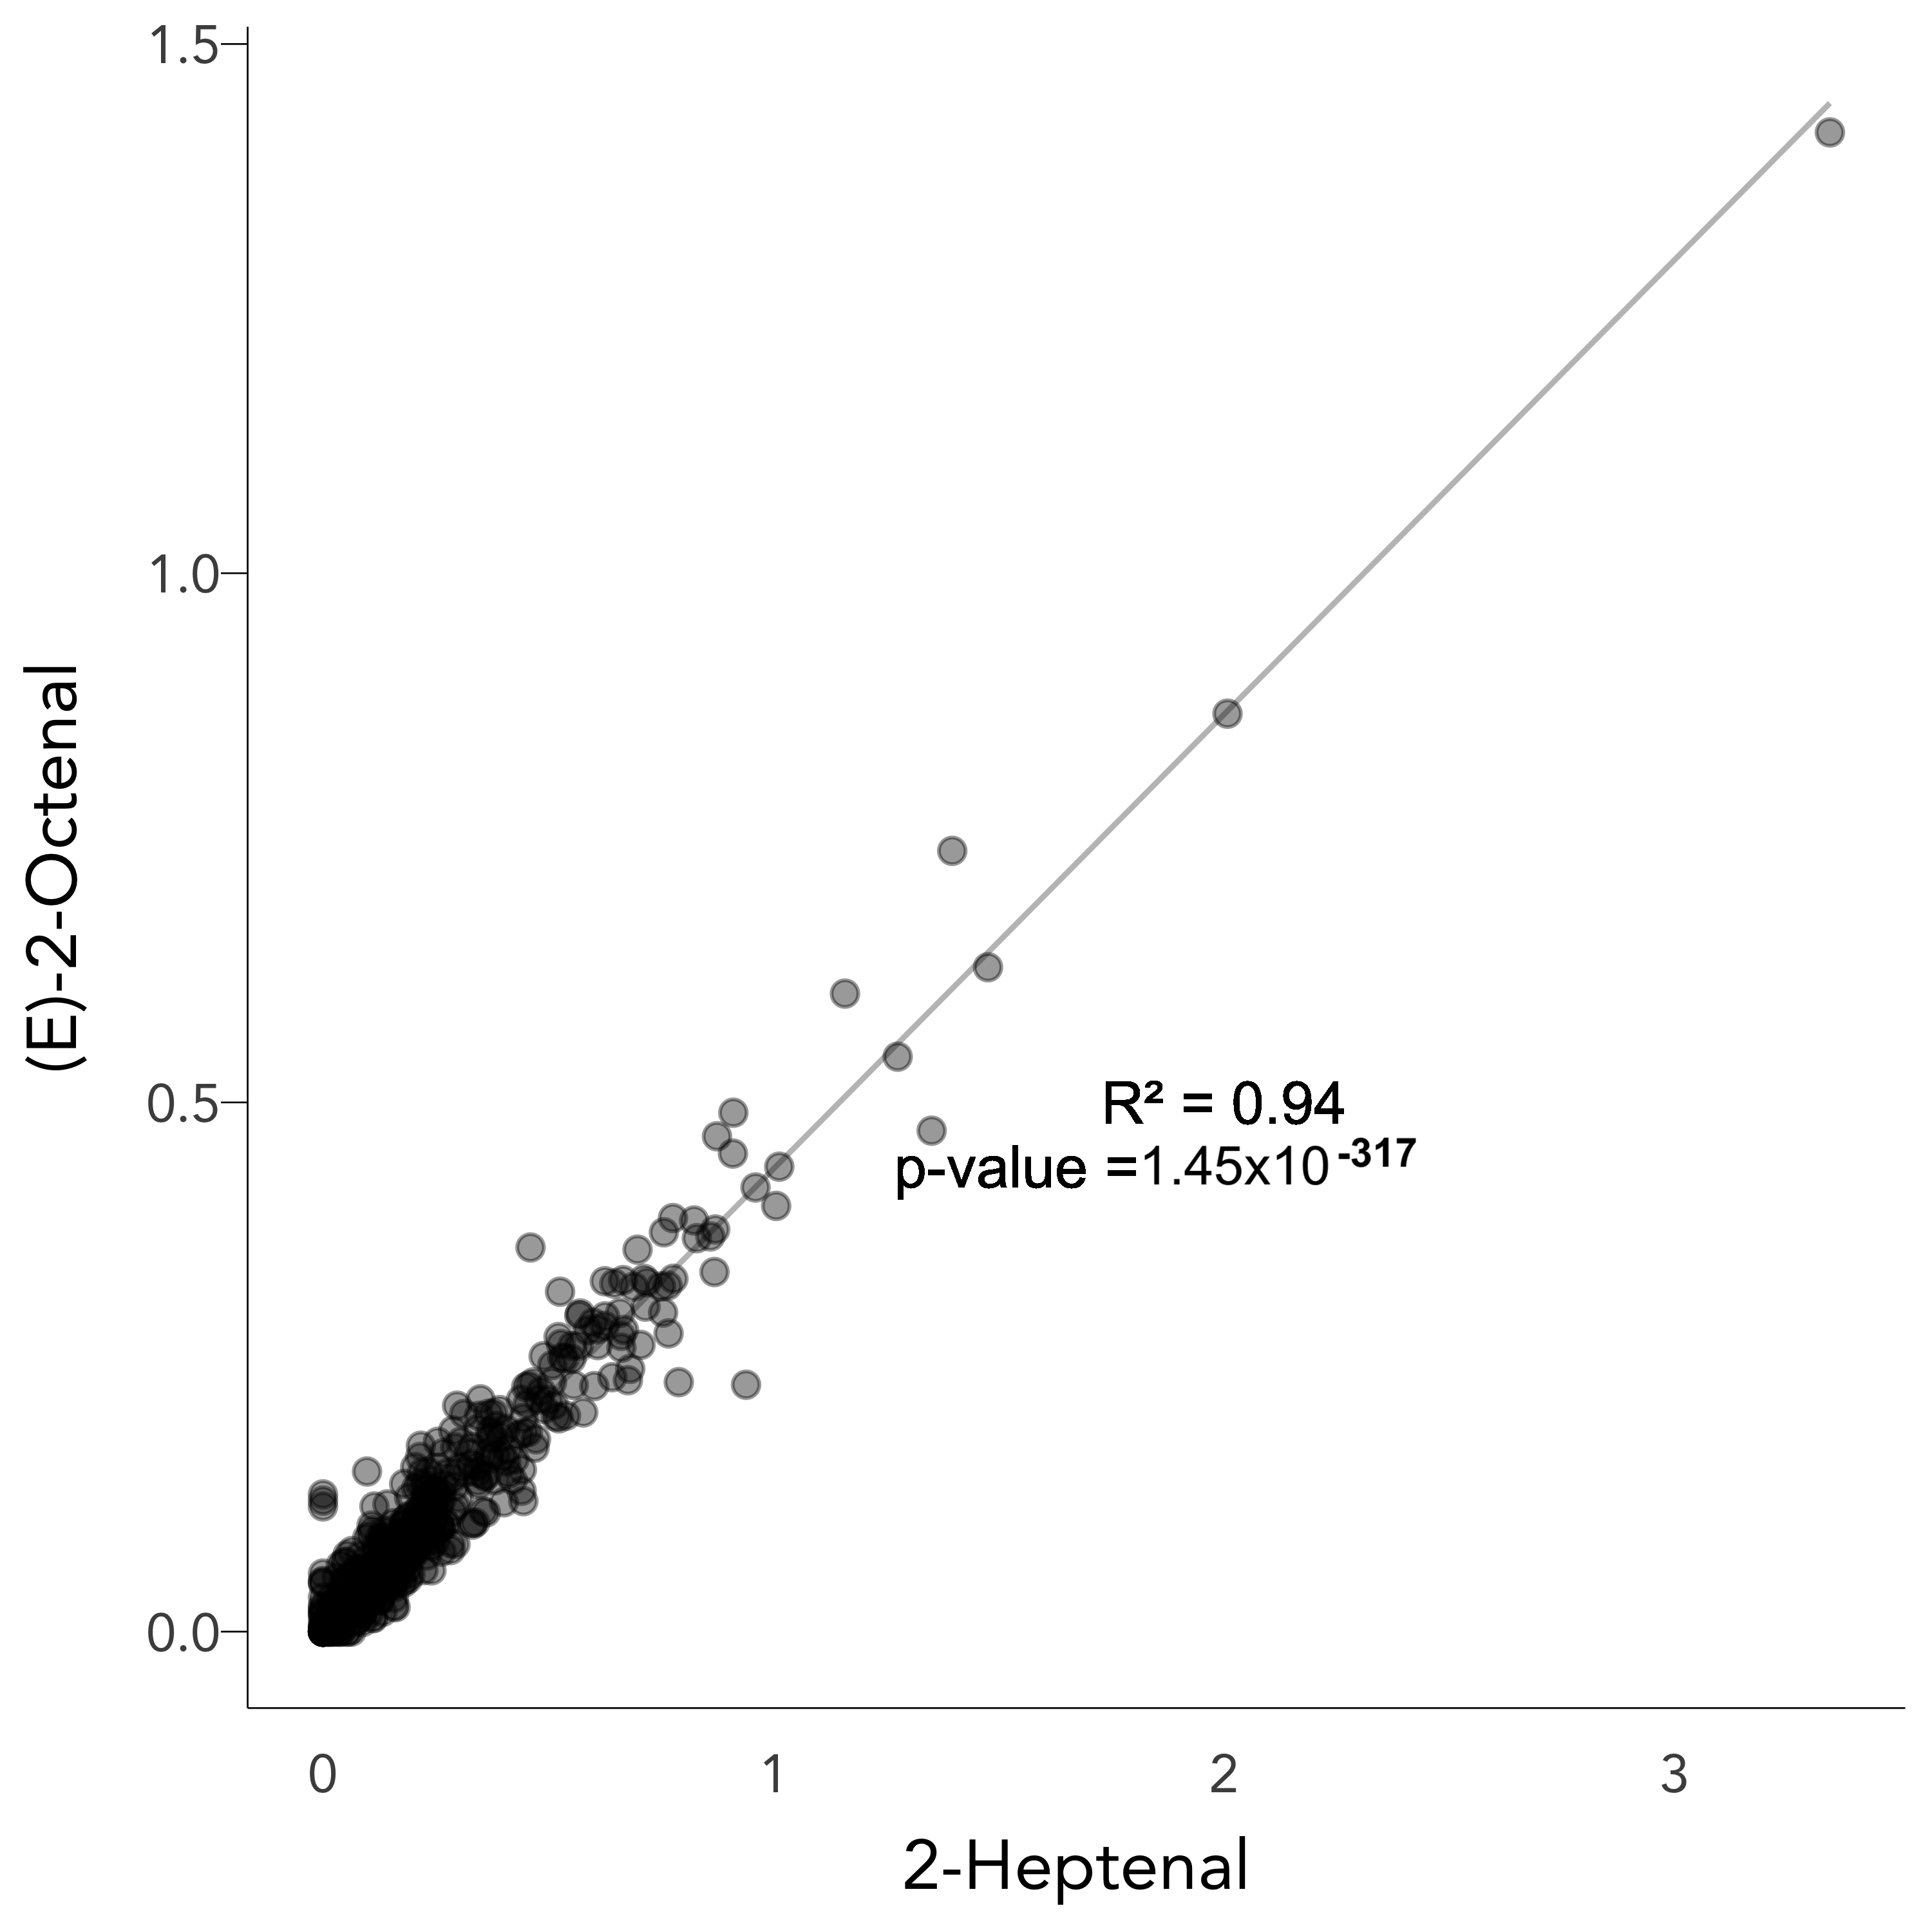 1.5
1.0
(E)-2-Octenal
0.5
R² = 0.94
p-value =1.45x10⁻³¹⁷
0.0
0 1 2 3
2-Heptenal